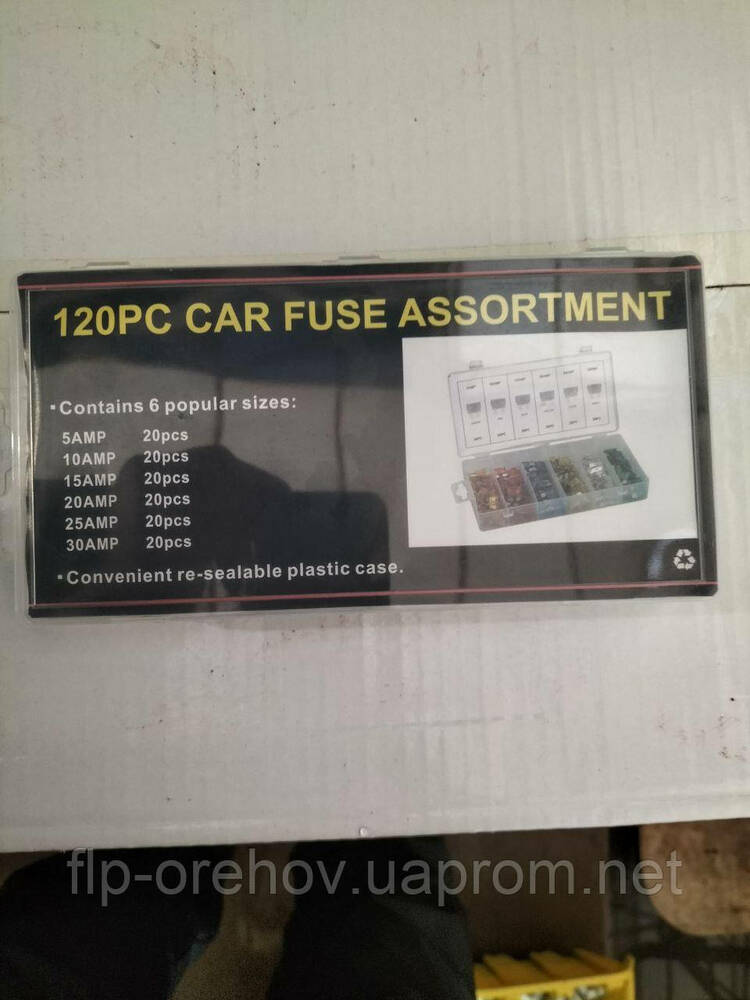 120PC CAR FUSE ASSORTMENT
▪Contains 6 popular sizes:
5AMP 20pcs
10AMP 20pcs
15AMP 20pcs
20AMP 20pcs
25AMP 20pcs
30AMP 20pcs
▪Convenient re-sealable plastic case.
flp-orehov.uaprom.net